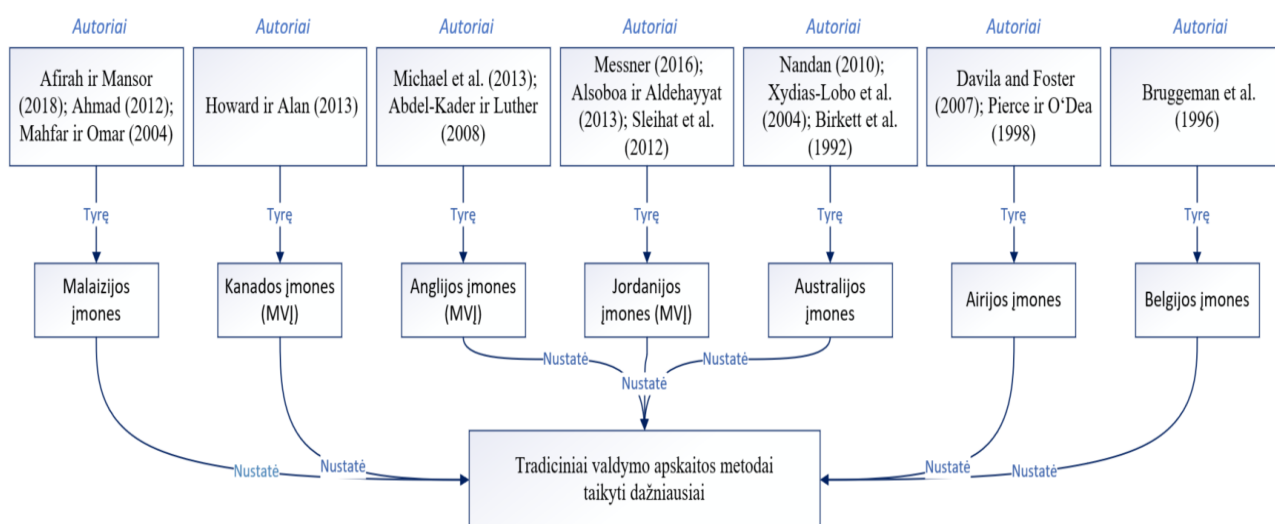 Autoriai
Autoriai
Autoriai
Autoriai
Autoriai
Autoriai
Autoriai
Afirah ir Mansor
(2018); Ahmad (2012);
Mahfar ir Omar (2004)
Howard ir Alan (2013)
Michael et al. (2013);
Abdel-Kader ir Luther
(2008)
Messner (2016);
Alsoboa ir Aldehayyat
(2013); Sleihat et al.
(2012)
Nandan (2010);
Xydias-Lobo et al.
(2004); Birkett et al.
(1992)
Davila and Foster
(2007); Pierce ir O‘Dea
(1998)
Bruggeman et al.
(1996)
Tyrę
Tyrę
Tyrę
Tyrę
Tyrę
Tyrę
Tyrę
Malaizijos
įmones
Kanados įmones
(MVĮ)
Anglijos įmones
(MVĮ)
Jordanijos
įmones (MVĮ)
Australijos
įmones
Airijos įmones
Belgijos įmones
Nustatė
Nustatė
Nustatė
Nustatė
Nustatė
Nustatė
Nustatė
Tradiciniai valdymo apskaitos metodai
taikyti dažniausiai